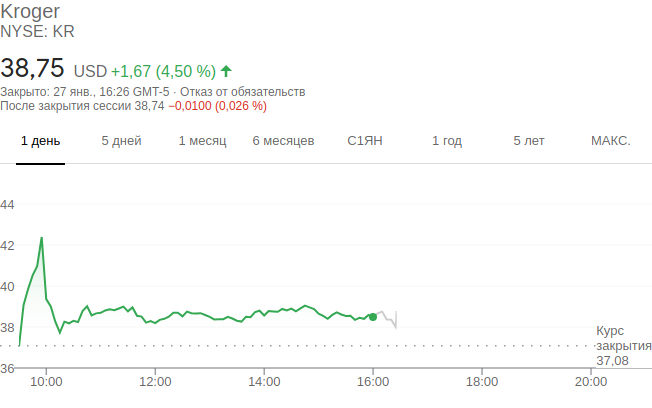 Kroger
NYSE: KR
38,75 USD +1,67 (4,50 %)
Закрыто: 27 янв., 16:26 GMT-5 · Отказ от обязательств
После закрытия сессии 38,74 −0,0100 (0,026 %)
1 день 5 дней 1 месяц 6 месяцев С1ЯН 1 год 5 лет МАКС.
44
42
40
38
Курс
закрытия
37,08
36
10:00 12:00 14:00 16:00 18:00 20:00